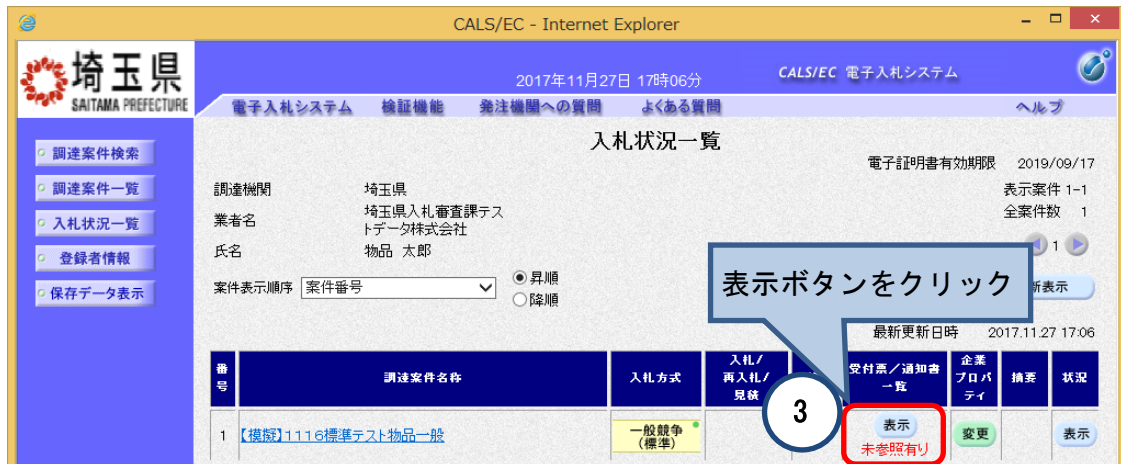 CALS/EC - Internet Explorer
埼玉県
SAITAMA PREFECTURE
2017年11月27日 17時06分
CALS/EC 電子入札システム
電子入札システム 検証機能 発注機関への質問 よくある質問 ヘルプ
調達案件検索
調達案件一覧
入札状況一覧
登録者情報
保存データ表示
入札状況一覧
電子証明書有効期限 2019/09/17
調達機関 埼玉県
表示案件 1-1
業者名 埼玉県入札審査課テス
トデータ株式会社
全案件数 1
氏名 物品 太郎
1
案件表示順序 案件番号
昇順
降順
表示ボタンをクリック
表示
最新更新日時 2017.11.27 17:06
番
号
調達案件名称
入札方式
入札/
再入札/
見積
受付票/通知書
一覧
企業
プロパ
ティ
摘要
状況
3
1 【模擬】1116標準テスト物品一般
一般競争
(標準)
表示
未参照有り
変更
表示